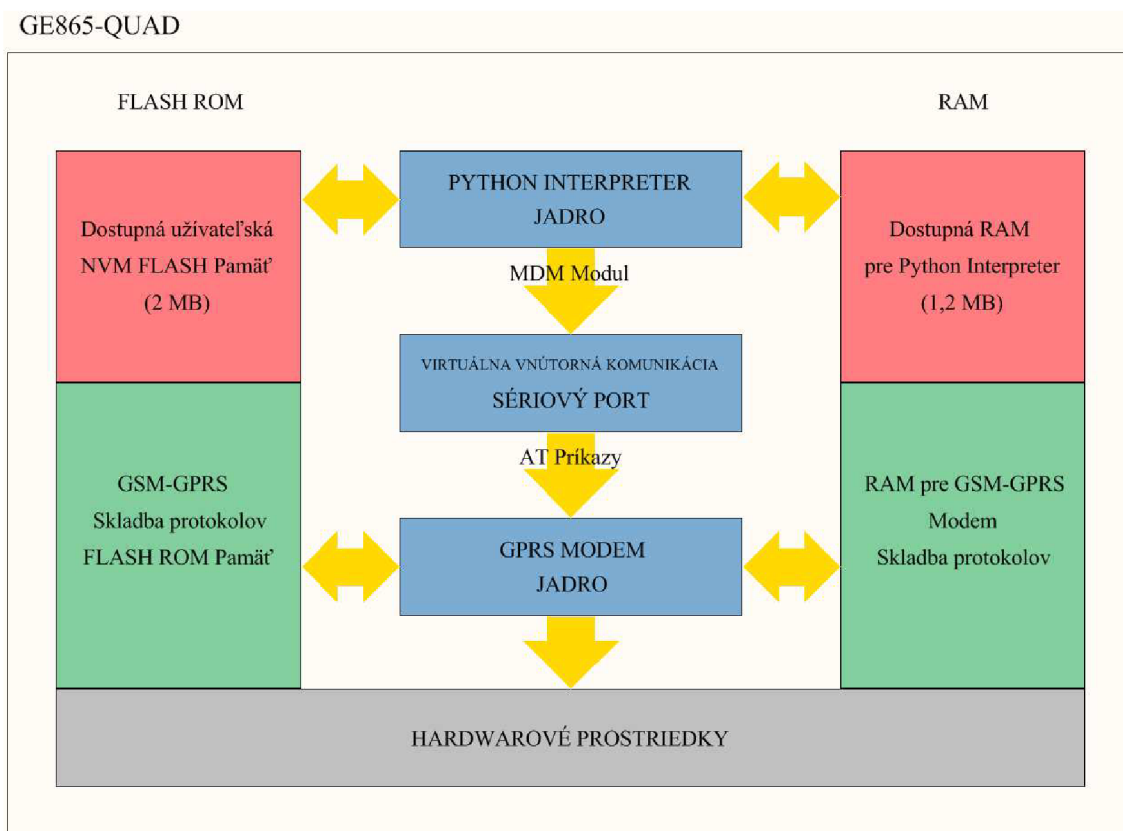 GE865-QUAD
FLASH ROM
RAM
Dostupná užívateľská
NVM FLASH Pamäť
(2 MB)
PYTHON INTERPRETER
JADRO
Dostupná RAM
pre Python Interpreter
(1,2 MB)
MDM Modul
VIRTUÁLNA VNÚTORNÁ KOMUNIKÁCIA
SÉRIOVÝ PORT
AT Príkazy
GSM-GPRS
Skladba protokolov
FLASH ROM Pamäť
GPRS MODEM
JADRO
RAM pre GSM-GPRS
Modem
Skladba protokolov
HARDWAROVÉ PROSTRIEDKY